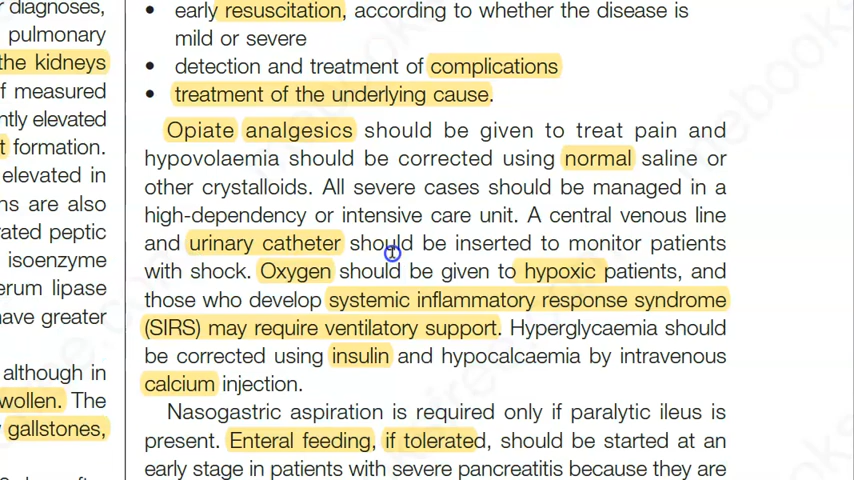 r diagnoses,
pulmonary
the kidneys
f measured
ntly elevated
t formation.
elevated in
ns are also
rated peptic
isoenzyme
erum lipase
have greater
although in
wollen. The
gallstones,
• early resuscitation, according to whether the disease is
mild or severe
• detection and treatment of complications
• treatment of the underlying cause.
Opiate analgesics should be given to treat pain and
hypovolaemia should be corrected using normal saline or
other crystalloids. All severe cases should be managed in a
high-dependency or intensive care unit. A central venous line
and urinary catheter should be inserted to monitor patients
with shock. Oxygen should be given to hypoxic patients, and
those who develop systemic inflammatory response syndrome
(SIRS) may require ventilatory support. Hyperglycaemia should
be corrected using insulin and hypocalcaemia by intravenous
calcium injection.
Nasogastric aspiration is required only if paralytic ileus is
present. Enteral feeding, if tolerated, should be started at an
early stage in patients with severe pancreatitis because they are